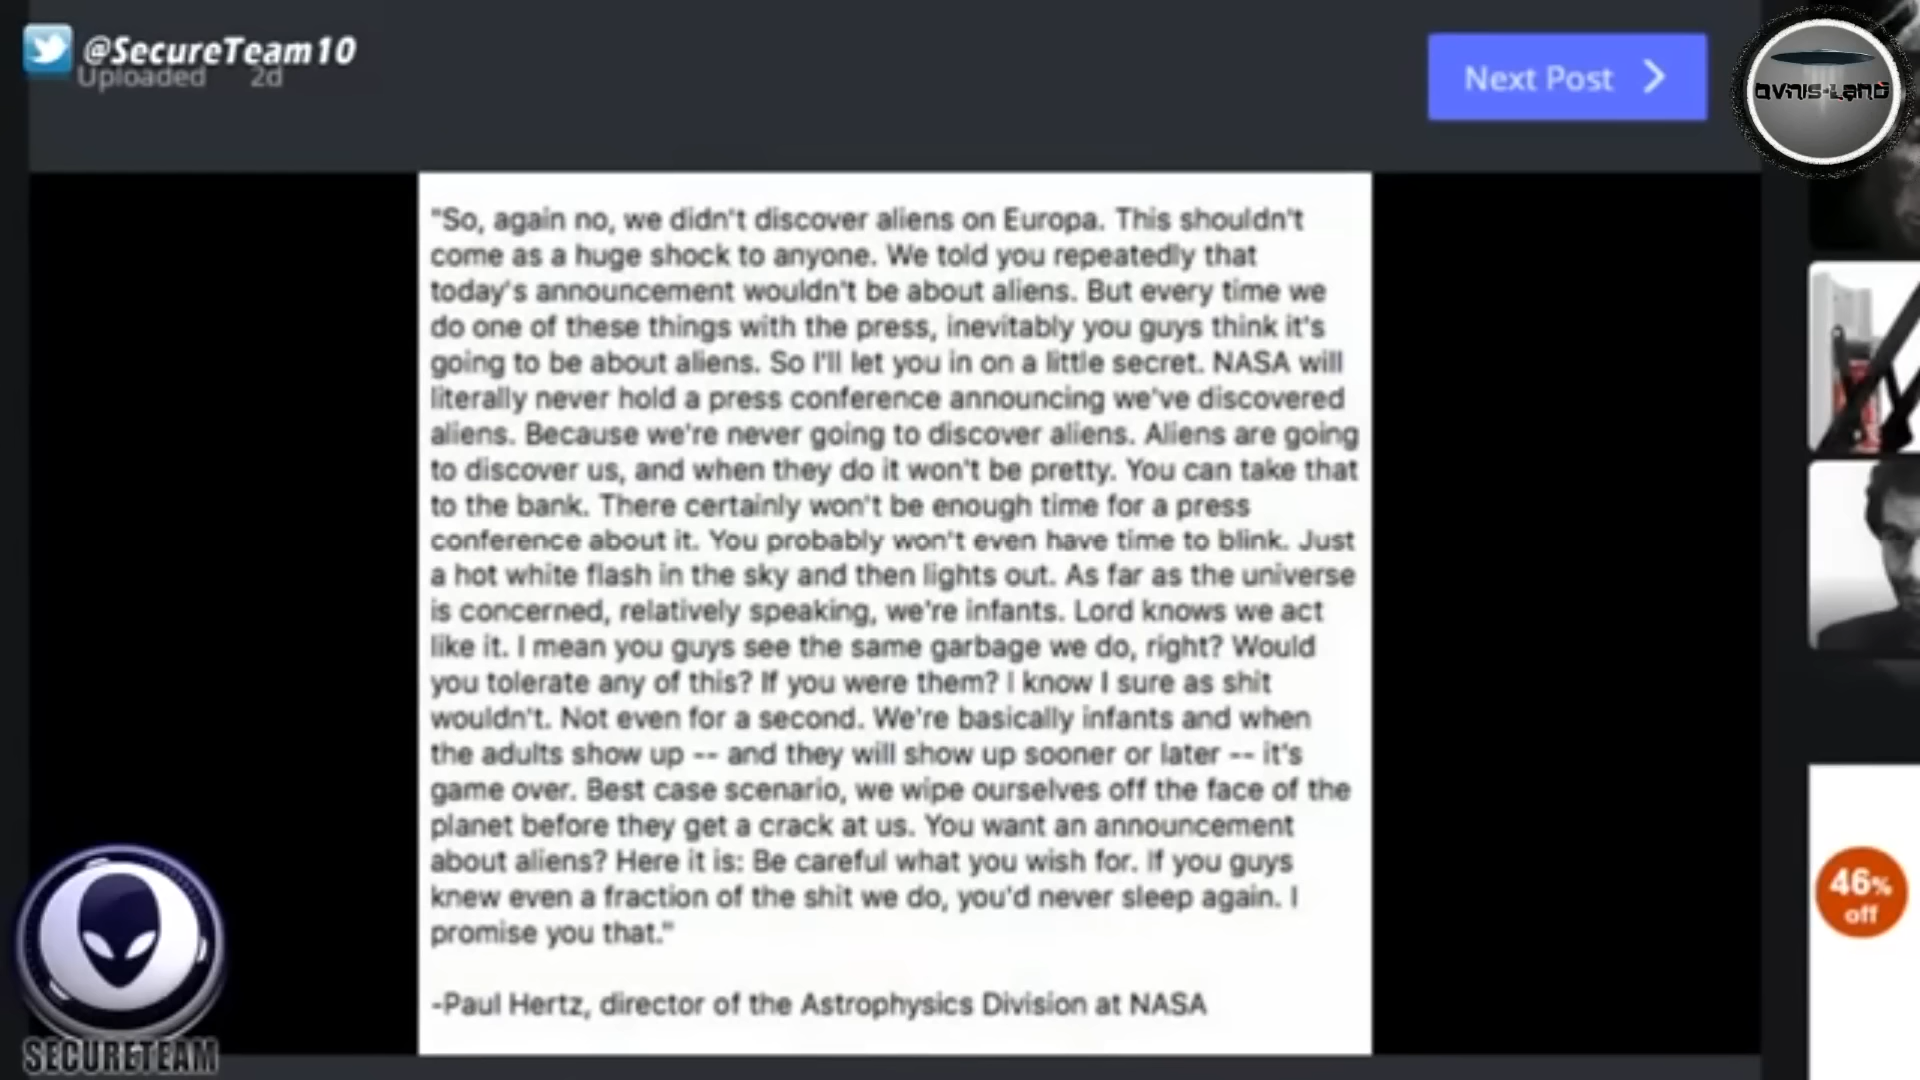 @SecureTeam10
Uploaded 2d
Next Post
OVNIS-LAND
"So, again no, we didn't discover aliens on Europa. This shouldn't
come as a huge shock to anyone. We told you repeatedly that
today's announcement wouldn't be about aliens. But every time we
do one of these things with the press, inevitably you guys think it's
going to be about aliens. So I'll let you in on a little secret. NASA will
literally never hold a press conference announcing we've discovered
aliens. Because we're never going to discover aliens. Aliens are going
to discover us, and when they do it won't be pretty. You can take that
to the bank. There certainly won't be enough time for a press
conference about it. You probably won't even have time to blink. Just
a hot white flash in the sky and then lights out. As far as the universe
is concerned, relatively speaking, we're infants. Lord knows we act
like it. I mean you guys see the same garbage we do, right? Would
you tolerate any of this? If you were them? I know I sure as shit
wouldn't. Not even for a second. We're basically infants and when
the adults show up -- and they will show up sooner or later -- it's
game over. Best case scenario, we wipe ourselves off the face of the
planet before they get a crack at us. You want an announcement
about aliens? Here it is: Be careful what you wish for. If you guys
knew even a fraction of the shit we do, you'd never sleep again. I
promise you that."
-Paul Hertz, director of the Astrophysics Division at NASA
46%
off
SECURETEAM